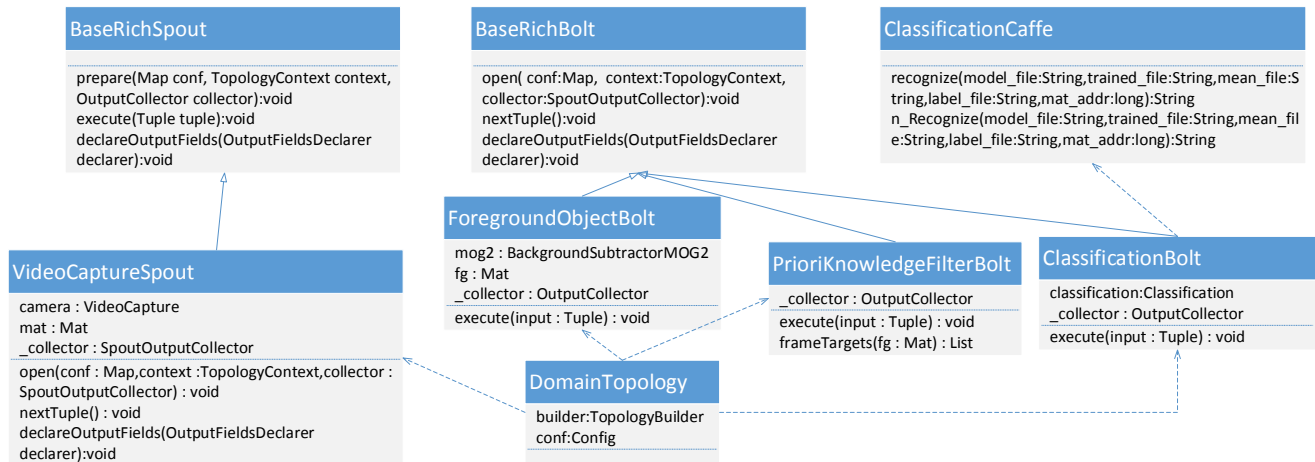 BaseRichSpout
prepare(Map conf, TopologyContext context,
OutputCollector collector):void
execute(Tuple tuple):void
declareOutputFields(OutputFieldsDeclarer
declarer):void
BaseRichBolt
open( conf:Map, context:TopologyContext,
collector:SpoutOutputCollector):void
nextTuple():void
declareOutputFields(OutputFieldsDeclarer
declarer):void
ClassificationCaffe
recognize(model_file:String,trained_file:String,mean_file:S
tring,label_file:String,mat_addr:long):String
n_Recognize(model_file:String,trained_file:String,mean_fil
e:String,label_file:String,mat_addr:long):String
VideoCaptureSpout
camera : VideoCapture
mat : Mat
_collector : SpoutOutputCollector
open(conf : Map,context :TopologyContext,collector :
SpoutOutputCollector) : void
nextTuple() : void
declareOutputFields(OutputFieldsDeclarer
declarer):void
ForegroundObjectBolt
mog2 : BackgroundSubtractorMOG2
fg : Mat
_collector : OutputCollector
execute(input : Tuple) : void
PrioriKnowledgeFilterBolt
_collector : OutputCollector
execute(input : Tuple) : void
frameTargets(fg : Mat) : List
ClassificationBolt
classification:Classification
_collector : OutputCollector
execute(input : Tuple) : void
DomainTopology
builder:TopologyBuilder
conf:Config